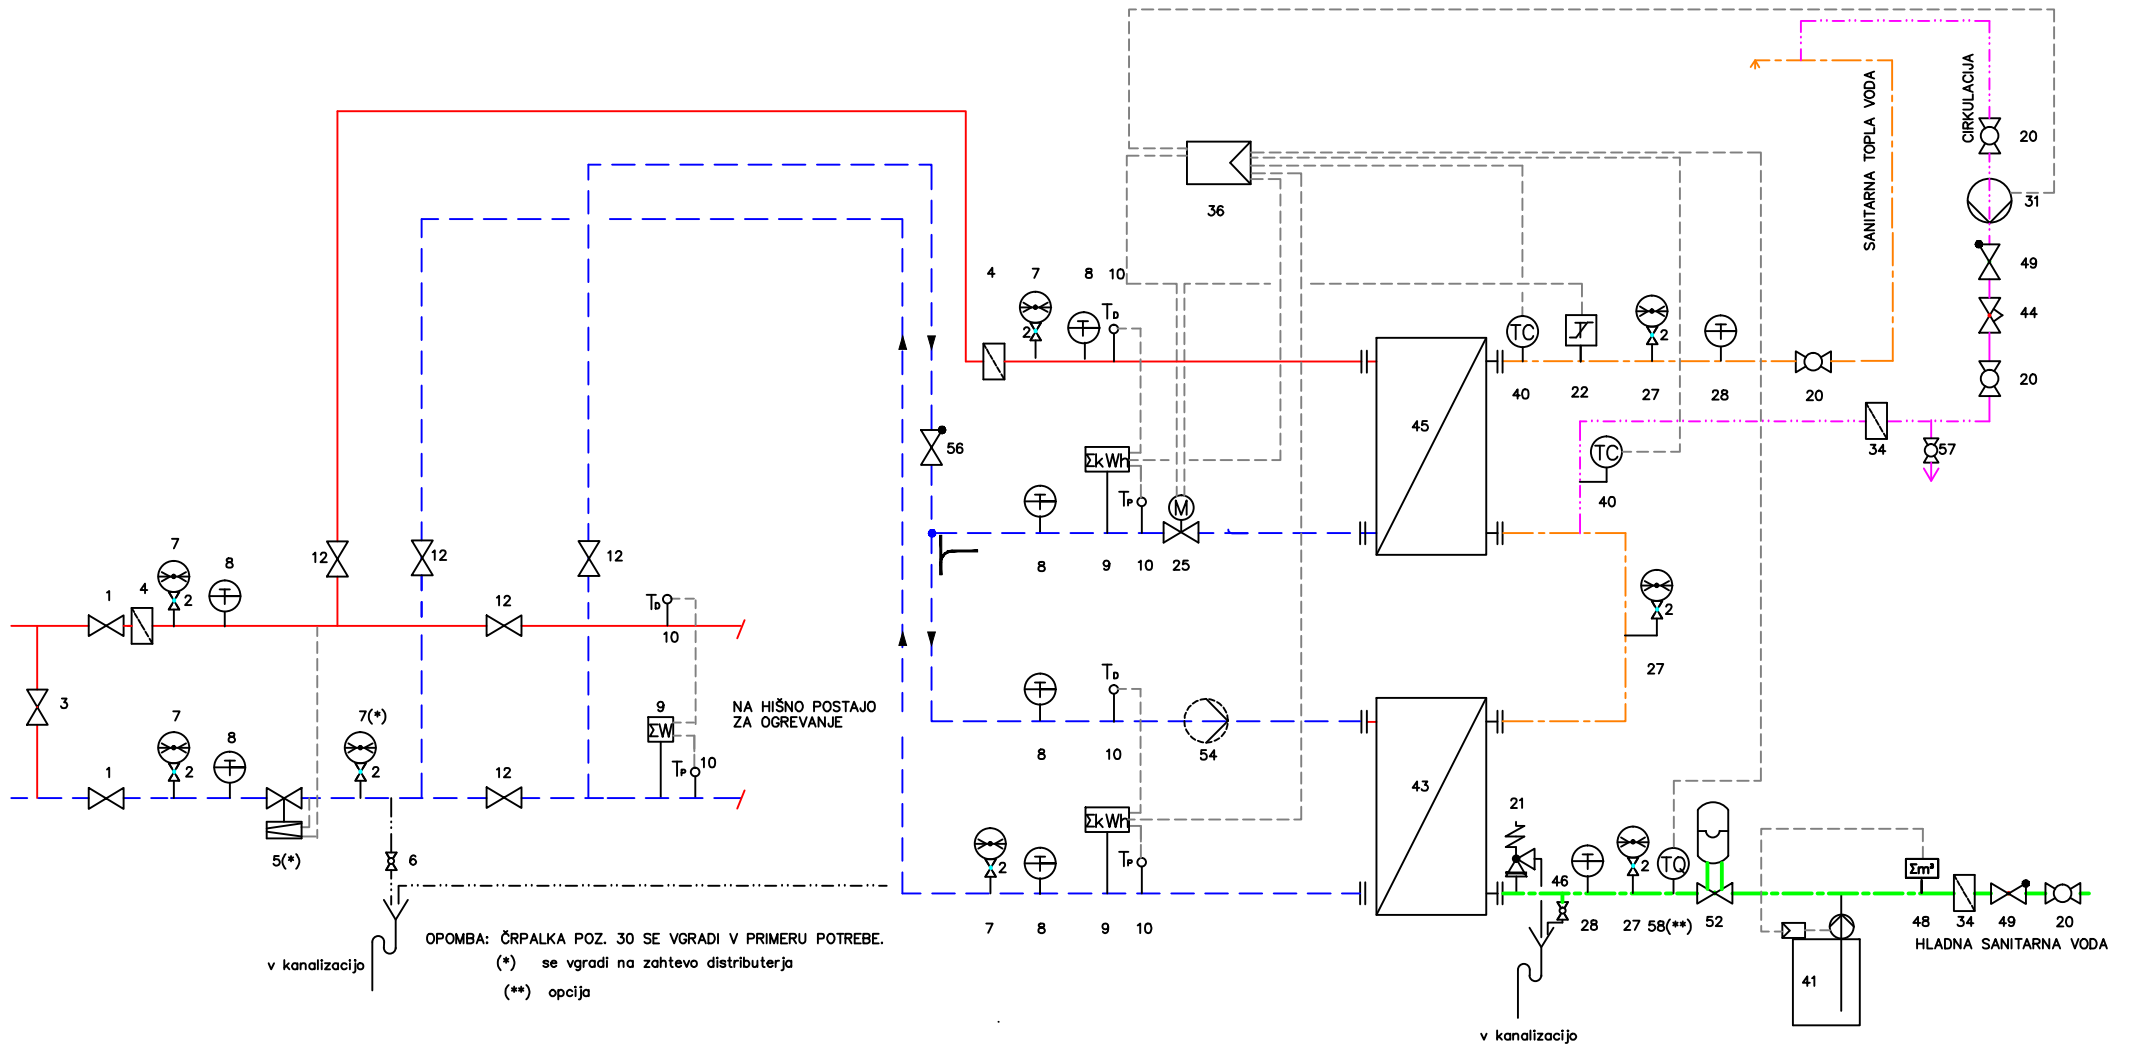 CIRKULACIJA
SANITARNA TOPLA VODA
20
31
36
49
44
20
4
7
8
10
TD
2
TC
2
T
T
40
22
27
28
20
34
57
TC
40
45
56
ΣkWh
TP
M
T
8
9
10
25
7
8
12
12
12
1
4
2
T
12
TD
10
2
27
3
7
8
7(*)
2
T
2
12
9
ΣW
TP
10
1
5(*)
6
NA HIŠNO POSTAJO
ZA OGREVANJE
T
TD
8
10
54
43
ΣkWh
TP
2
T
7
8
9
10
21
46
T
2
TQ
28
27
58(**)
52
Σm³
48
34
49
20
HLADNA SANITARNA VODA
41
OPOMBA: ČRPALKA POZ. 30 SE VGRADI V PRIMERU POTREBE.
(*) se vgradi na zahtevo distributerja
(**) opcija
v kanalizacijo
v kanalizacijo